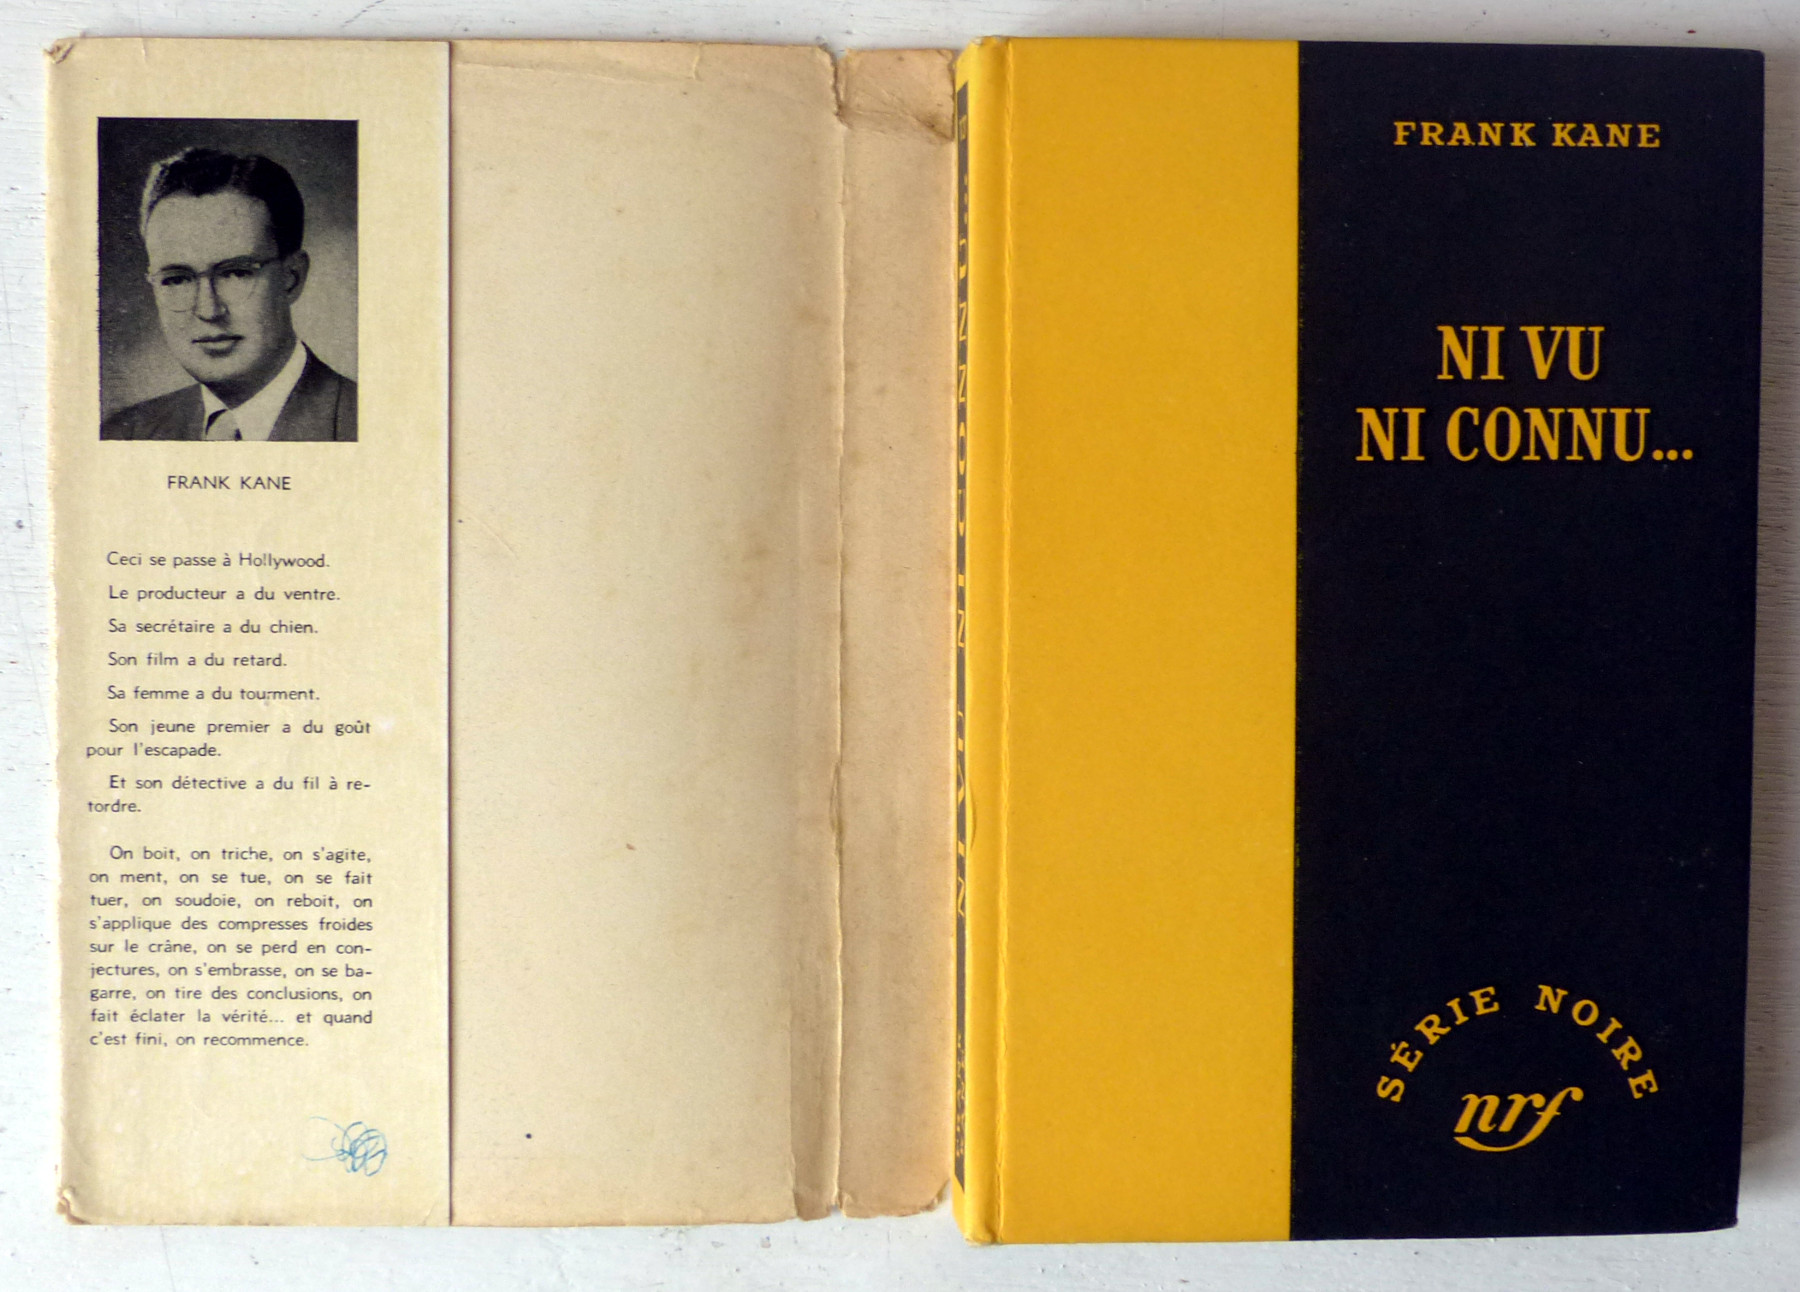 FRANK KANE
Ceci se passe à Hollywood.
Le producteur a du ventre.
Sa secrétaire a du chien.
Son film a du retard.
Sa femme a du tourment.
Son jeune premier a du goût
pour l'escapade.
Et son détective a du fil à re-
tordre.
On boit, on triche, on s'agite,
on ment, on se tue, on se fait
tuer, on soudoie, on reboit, on
s'applique des compresses froides
sur le crâne, on se perd en con-
jectures, on s'embrasse, on se ba-
garre, on tire des conclusions, on
fait éclater la vérité... et quand
c'est fini, on recommence.
NI VU NI CONNU...
FRANK KANE
NI VU
NI CONNU...
SÉRIE NOIRE
nrf